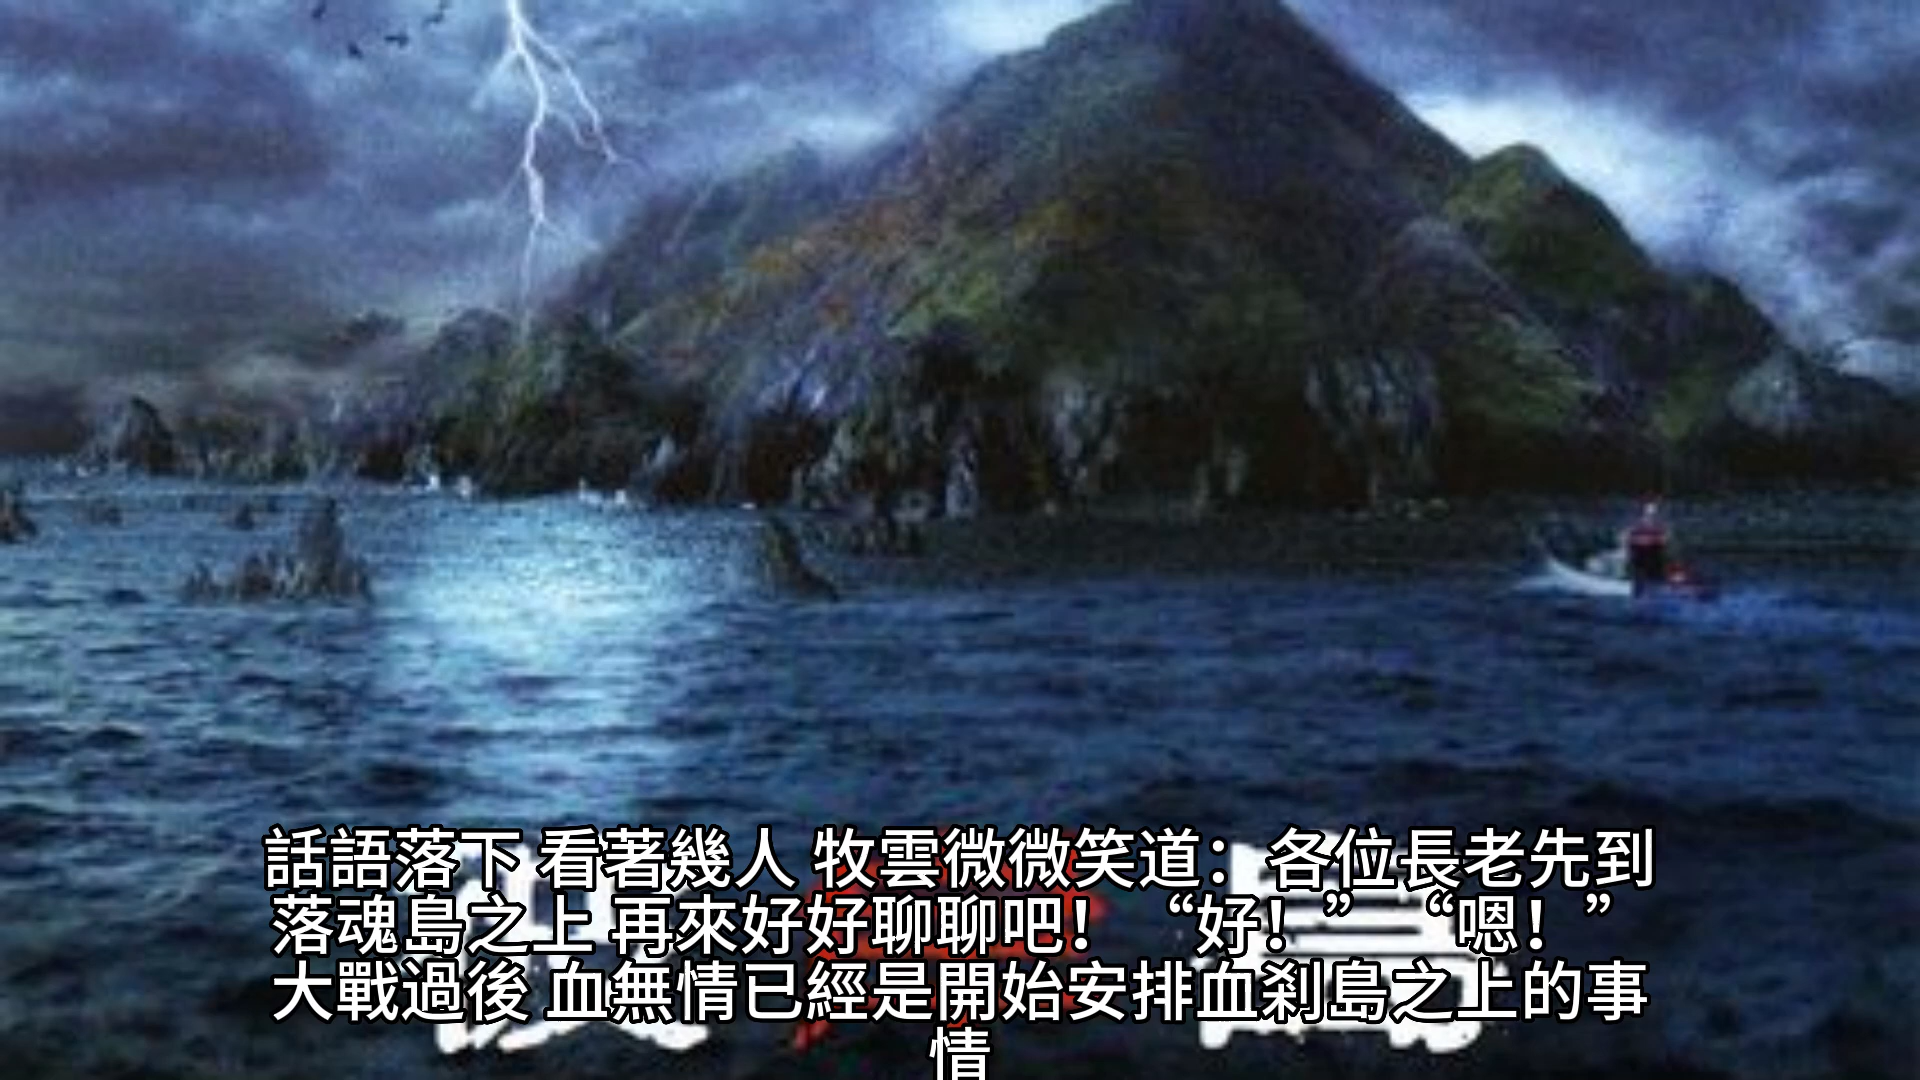 話語落下 看著幾人 牧雲微微笑道：各位長老先到
落魂島之上 再來好好聊聊吧！ “好！” “嗯！”
大戰過後 血無情已經是開始安排血剎島之上的事
情
島